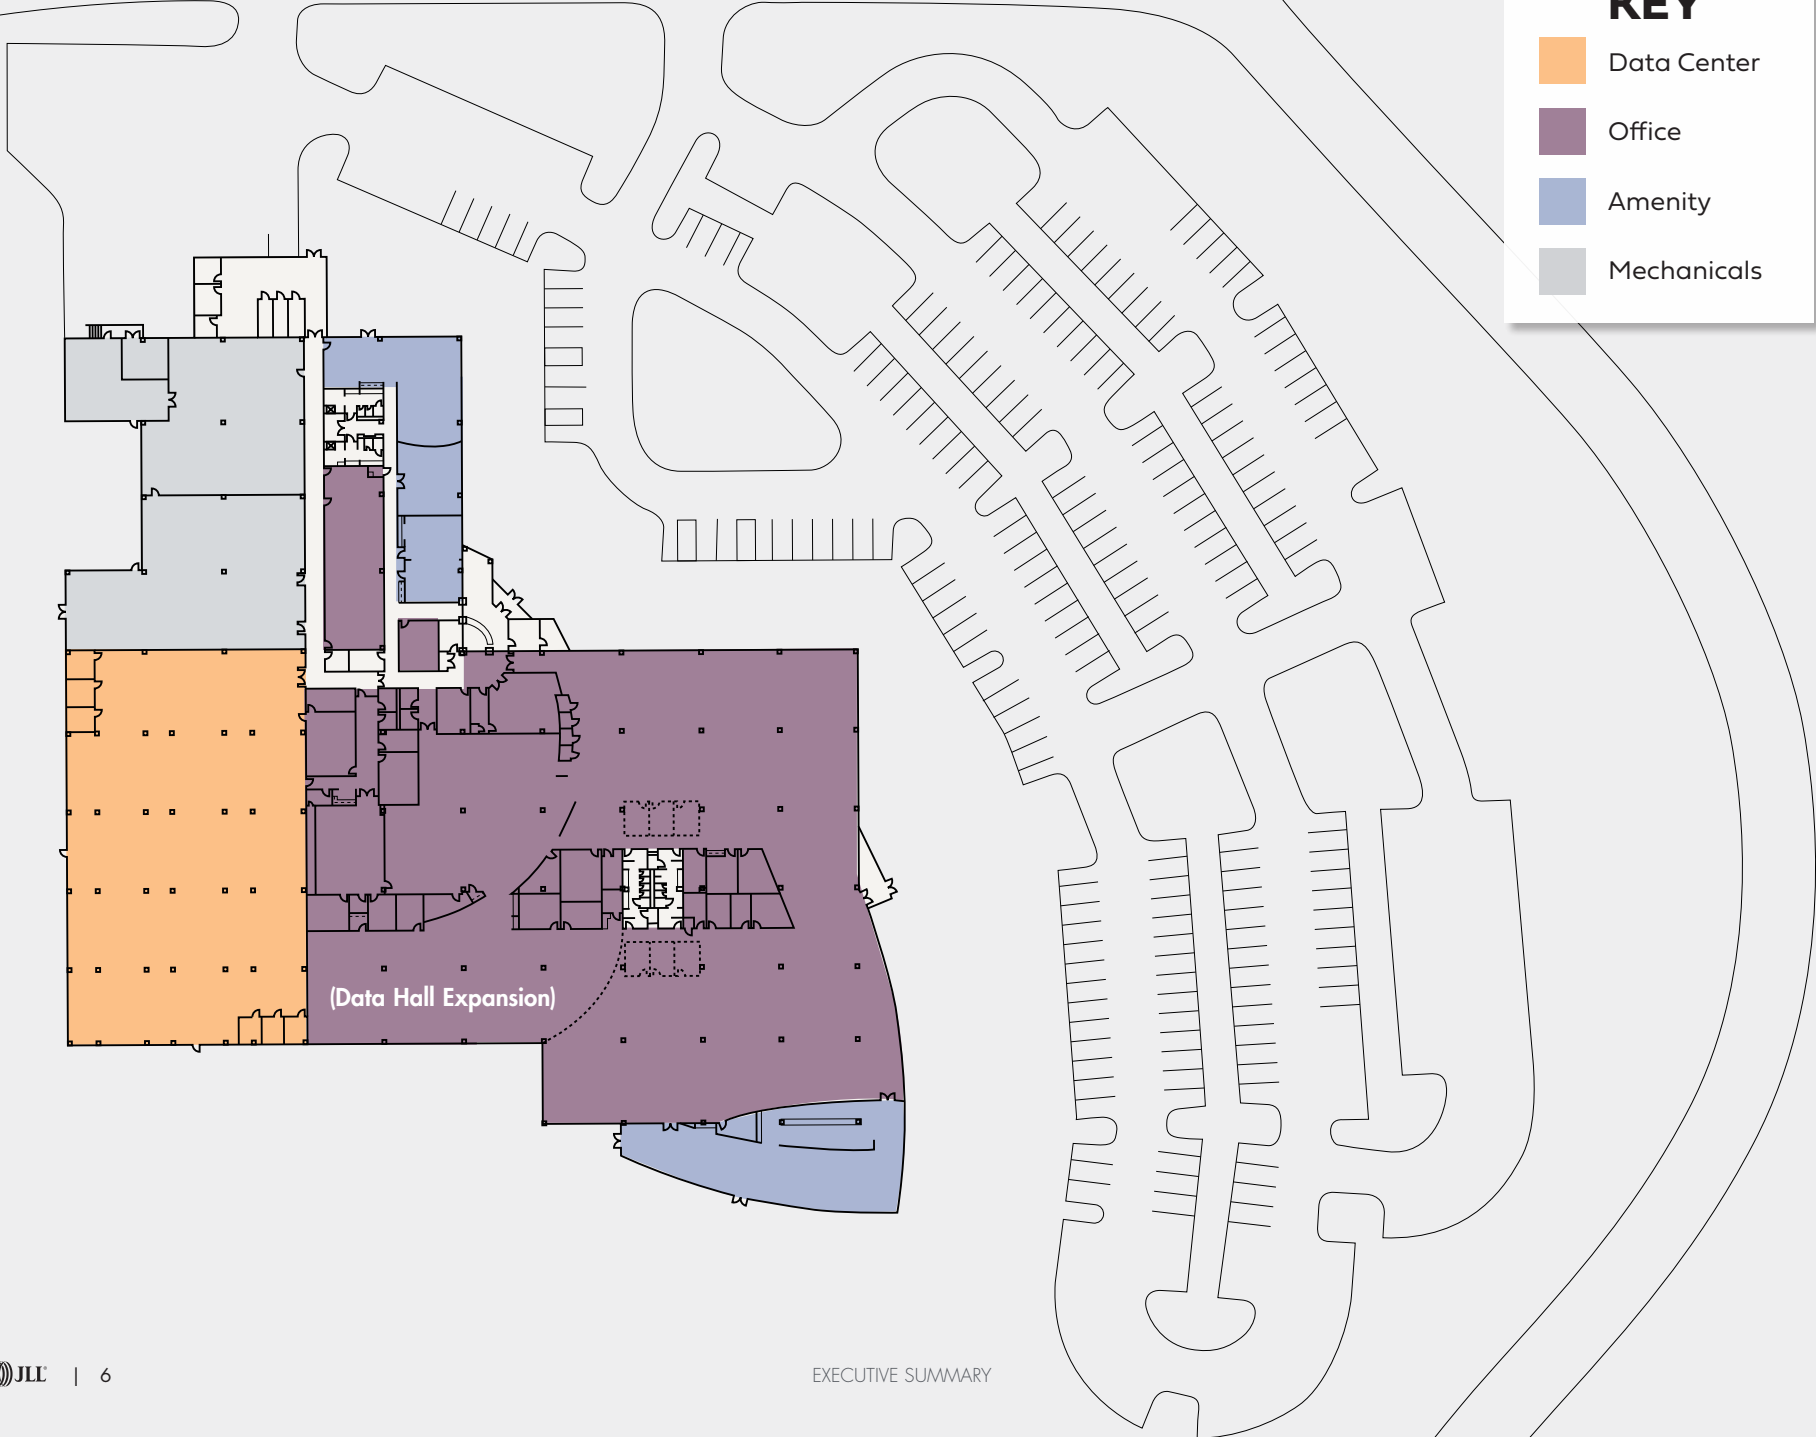 KEY
Data Center
Office
Amenity
Mechanicals
(Data Hall Expansion)
JLL | 6
EXECUTIVE SUMMARY